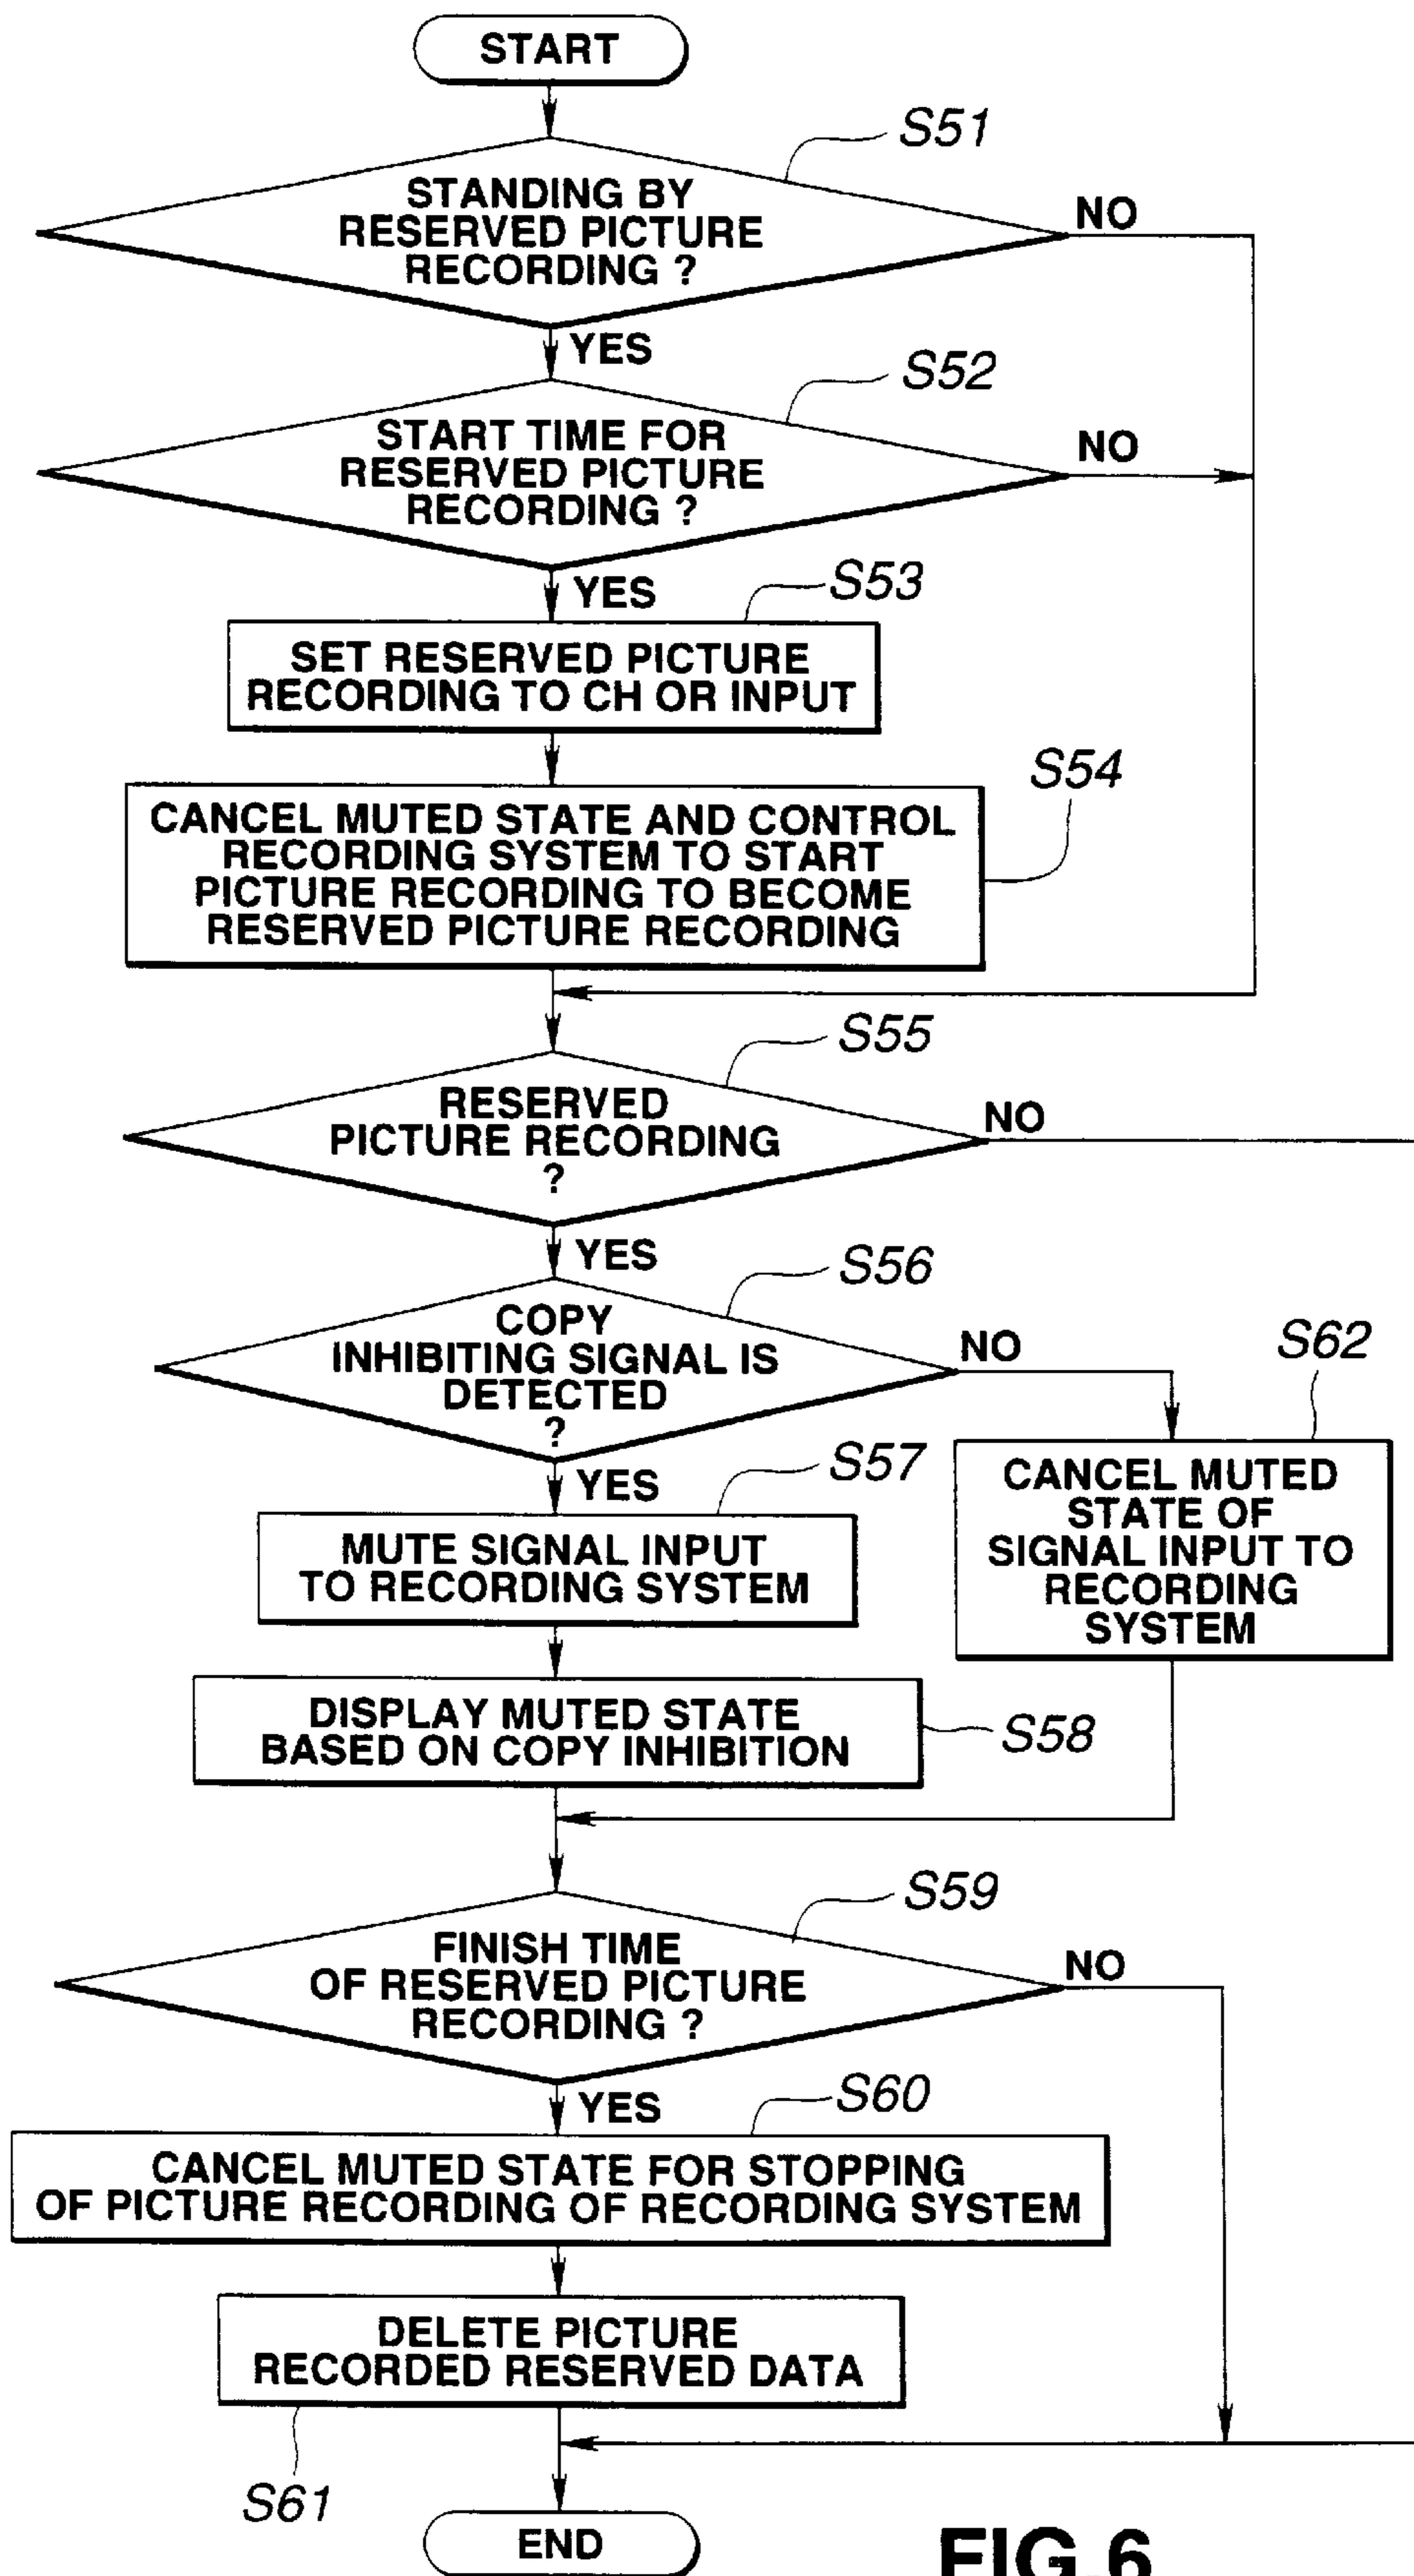 START
S51
STANDING BY
RESERVED PICTURE
RECORDING ?
NO
YES
S52
START TIME FOR
RESERVED PICTURE
RECORDING ?
NO
YES
S53
SET RESERVED PICTURE
RECORDING TO CH OR INPUT
S54
CANCEL MUTED STATE AND CONTROL
RECORDING SYSTEM TO START
PICTURE RECORDING TO BECOME
RESERVED PICTURE RECORDING
S55
RESERVED
PICTURE RECORDING
?
NO
YES
S56
COPY
INHIBITING SIGNAL IS
DETECTED
?
NO
S62
CANCEL MUTED
STATE OF
SIGNAL INPUT TO
RECORDING
SYSTEM
YES
S57
MUTE SIGNAL INPUT
TO RECORDING SYSTEM
DISPLAY MUTED STATE
BASED ON COPY INHIBITION
S58
S59
FINISH TIME
OF RESERVED PICTURE
RECORDING ?
NO
YES
S60
CANCEL MUTED STATE FOR STOPPING
OF PICTURE RECORDING OF RECORDING SYSTEM
DELETE PICTURE
RECORDED RESERVED DATA
S61
END
FIG.6